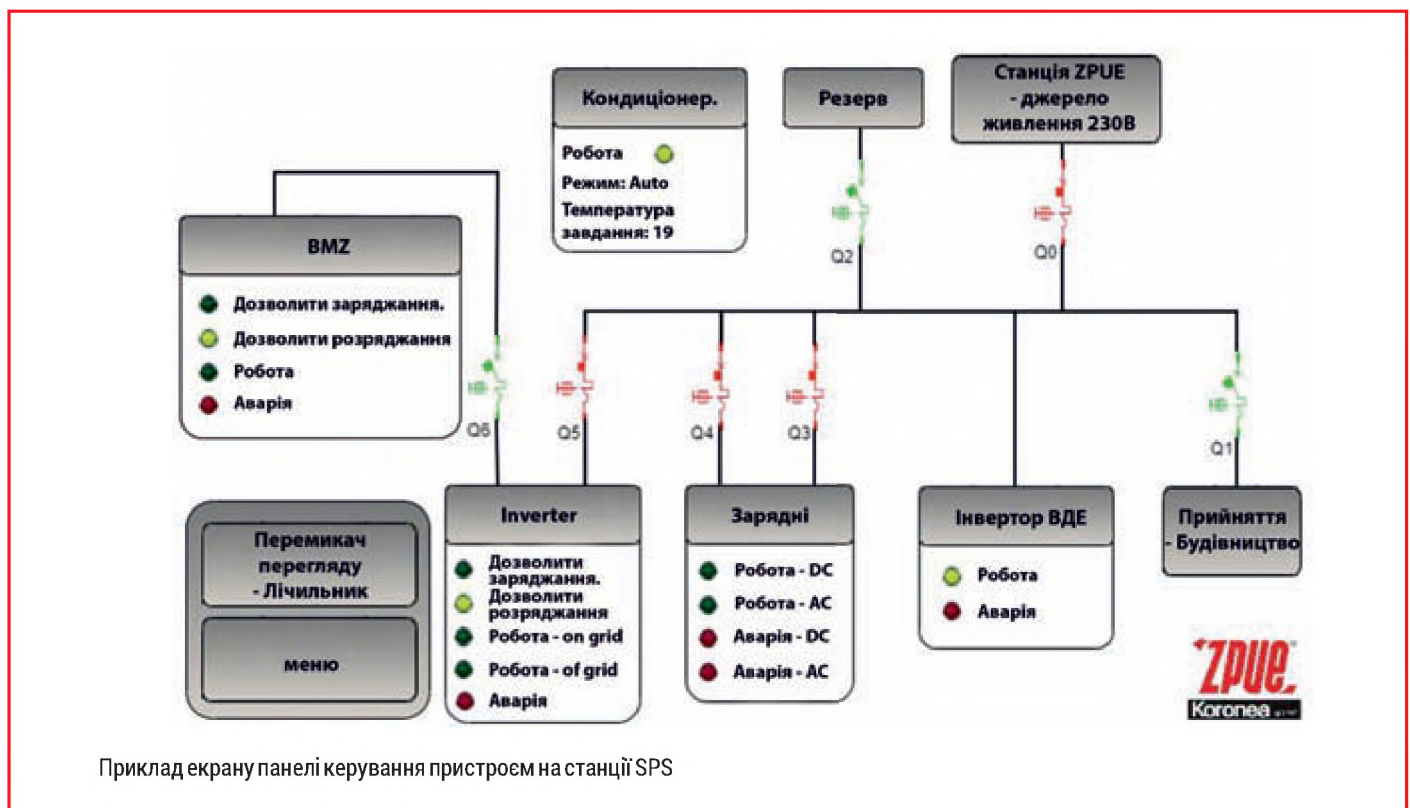 Кондиціонер.
Робота
Режим: Auto
Температура
завдання: 19
Резерв
Станція ZPUE
- джерело
живлення 230В
Q2
Q0
BMZ
Дозволити заряджання.
Дозволити розряджання
Робота
Аварія
Q6
Q5
Q4
Q3
Q1
Перемикач
перегляду
- Лічильник
меню
Inverter
Дозволити
заряджання.
Дозволити
розряджання
Робота - on grid
Робота - of grid
Аварія
Зарядні
Робота - DC
Робота - AC
Аварія - DC
Аварія - AC
Інвертор ВДЕ
Робота
Аварія
Прийняття
- Будівництво
ZPUE
Koronea
Приклад екрану панелі керування пристроєм на станції SPS